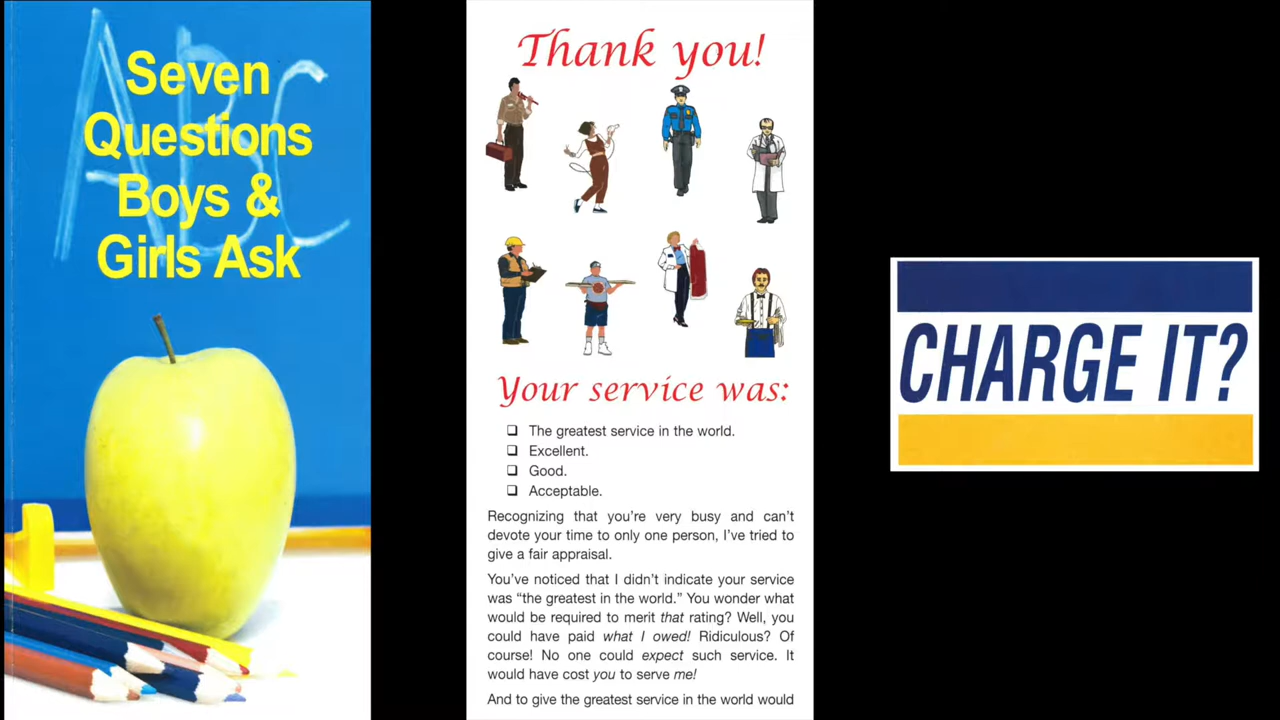 ABC
Seven
Questions
Boys &
Girls Ask
Thank you!
Your service was:
❑ The greatest service in the world.
❑ Excellent.
❑ Good.
❑ Acceptable.
Recognizing that you’re very busy and can’t
devote your time to only one person, I’ve tried to
give a fair appraisal.
You’ve noticed that I didn’t indicate your service
was “the greatest in the world.” You wonder what
would be required to merit that rating? Well, you
could have paid what I owed! Ridiculous? Of
course! No one could expect such service. It
would have cost you to serve me!
And to give the greatest service in the world would
CHARGE IT?